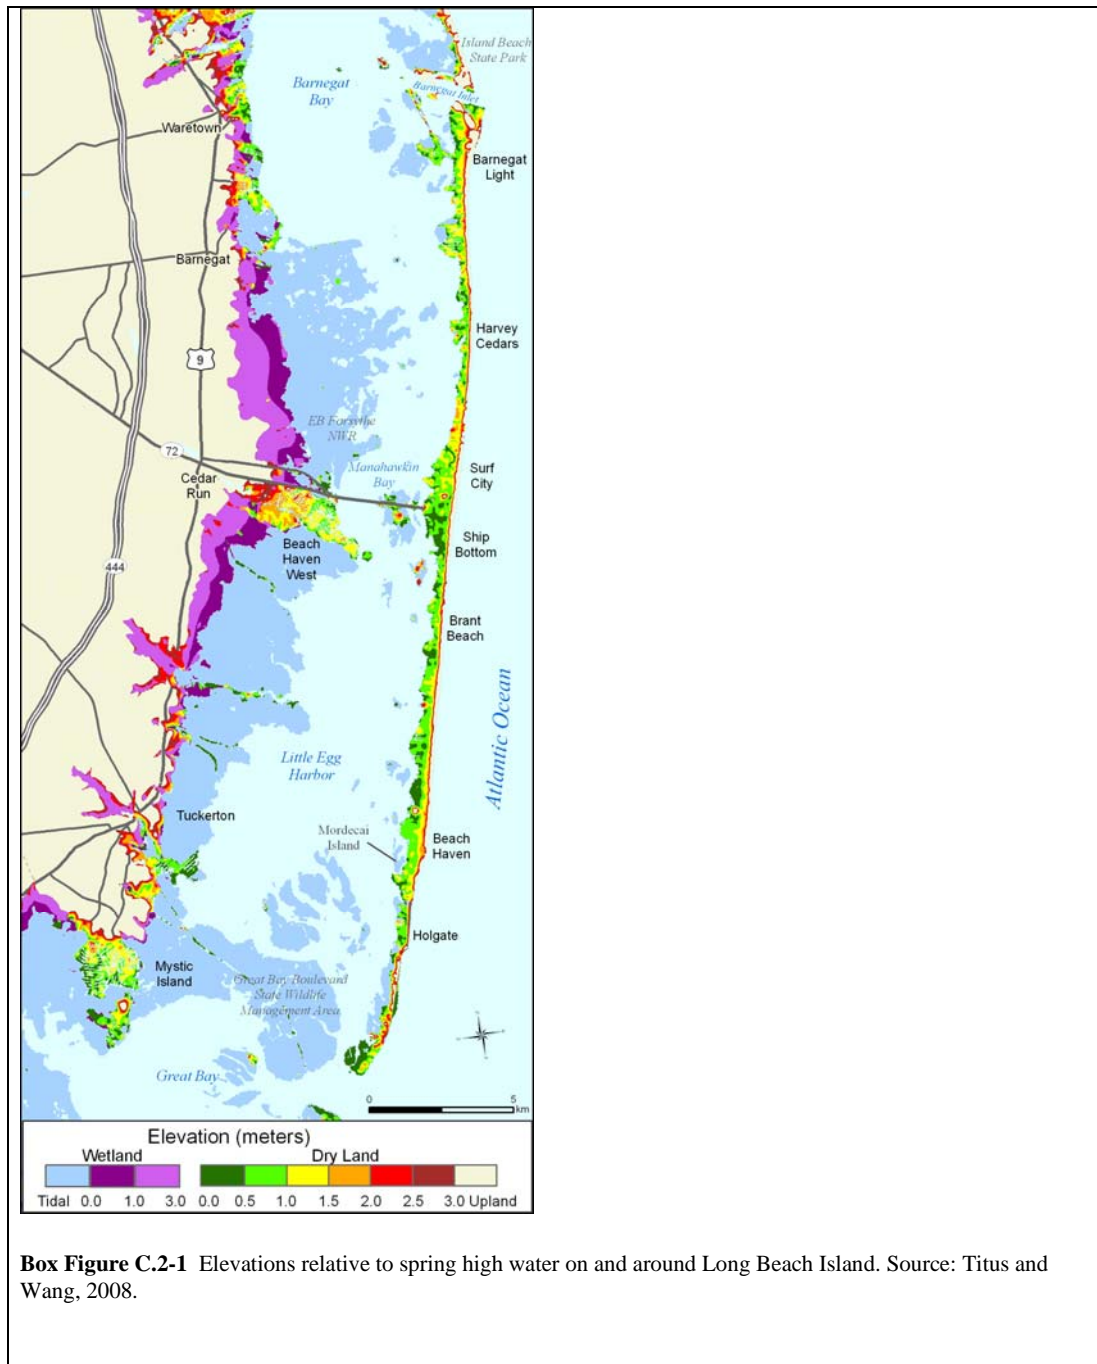 Island Beach
State Park
Barnegat
Bay
Barnegat Inlet
Waretown
Barnegat
Light
Barnegat
Harvey
Cedars
9
EB Forsythe
NWR
72
Manahawkin
Bay
Surf
City
Cedar
Run
Ship
Bottom
Beach
Haven
West
444
Brant
Beach
Atlantic Ocean
Little Egg
Harbor
Tuckerton
Mordecai
Island
Beach
Haven
Holgate
Mystic
Island
Great Bay Boulevard
State Wildlife
Management Area
Great Bay
0 5
km
Elevation (meters)
Wetland Dry Land
Tidal 0.0 1.0 3.0 0.0 0.5 1.0 1.5 2.0 2.5 3.0 Upland
Box Figure C.2-1 Elevations relative to spring high water on and around Long Beach Island. Source: Titus and
Wang, 2008.